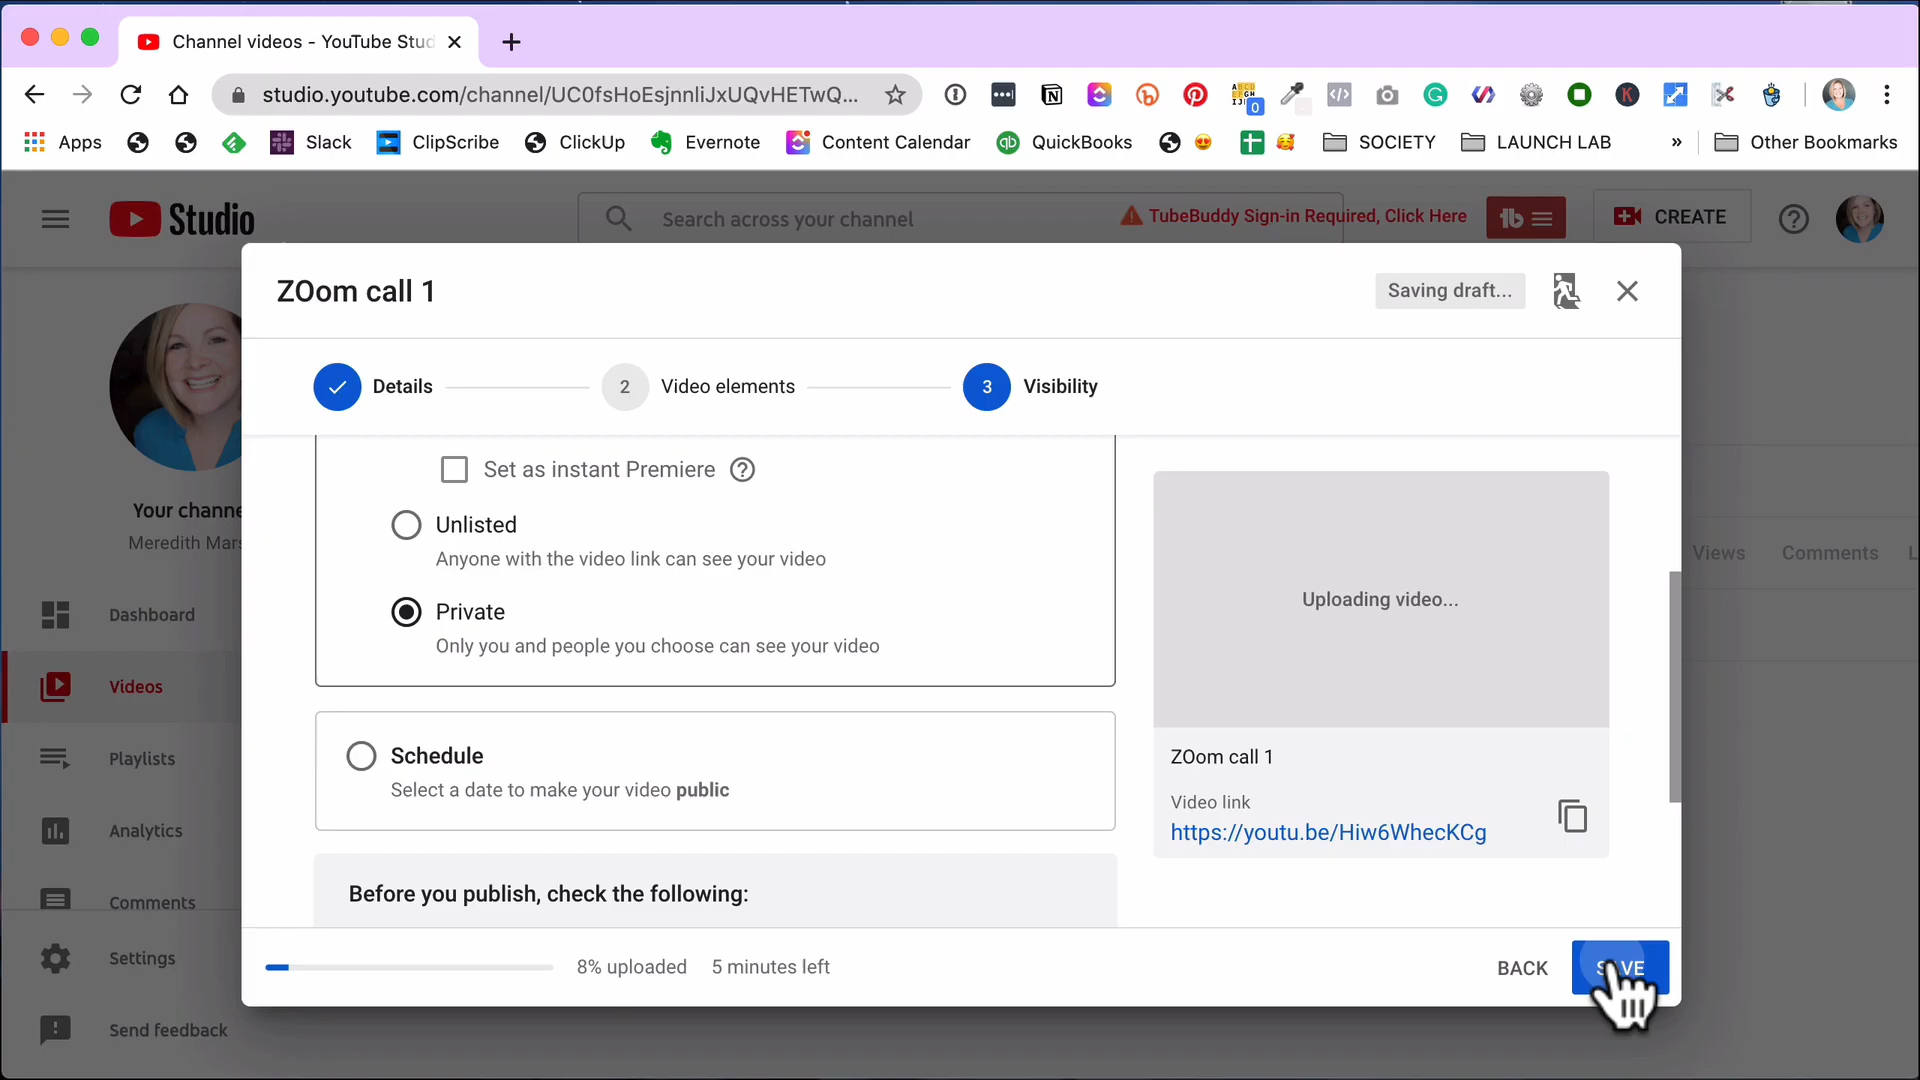 Channel videos - YouTube Stud
studio.youtube.com/channel/UC0fsHoEsjnnliJxUQvHETwQ...
Apps
Slack
ClipScribe
ClickUp
Evernote
Content Calendar
QuickBooks
SOCIETY
LAUNCH LAB
»
Other Bookmarks
Studio
Search across your channel
TubeBuddy Sign-in Required, Click Here
tb
CREATE
ZOom call 1
Saving draft...
Details
2
Video elements
3
Visibility
Your channe
Meredith Mars
Dashboard
Videos
Playlists
Analytics
Comments
Settings
Send feedback
Set as instant Premiere
Unlisted
Anyone with the video link can see your video
Private
Only you and people you choose can see your video
Schedule
Select a date to make your video public
Before you publish, check the following:
Uploading video...
ZOom call 1
Video link
https://youtu.be/Hiw6WhecKCg
Views
Comments
L
8% uploaded
5 minutes left
BACK
SAVE